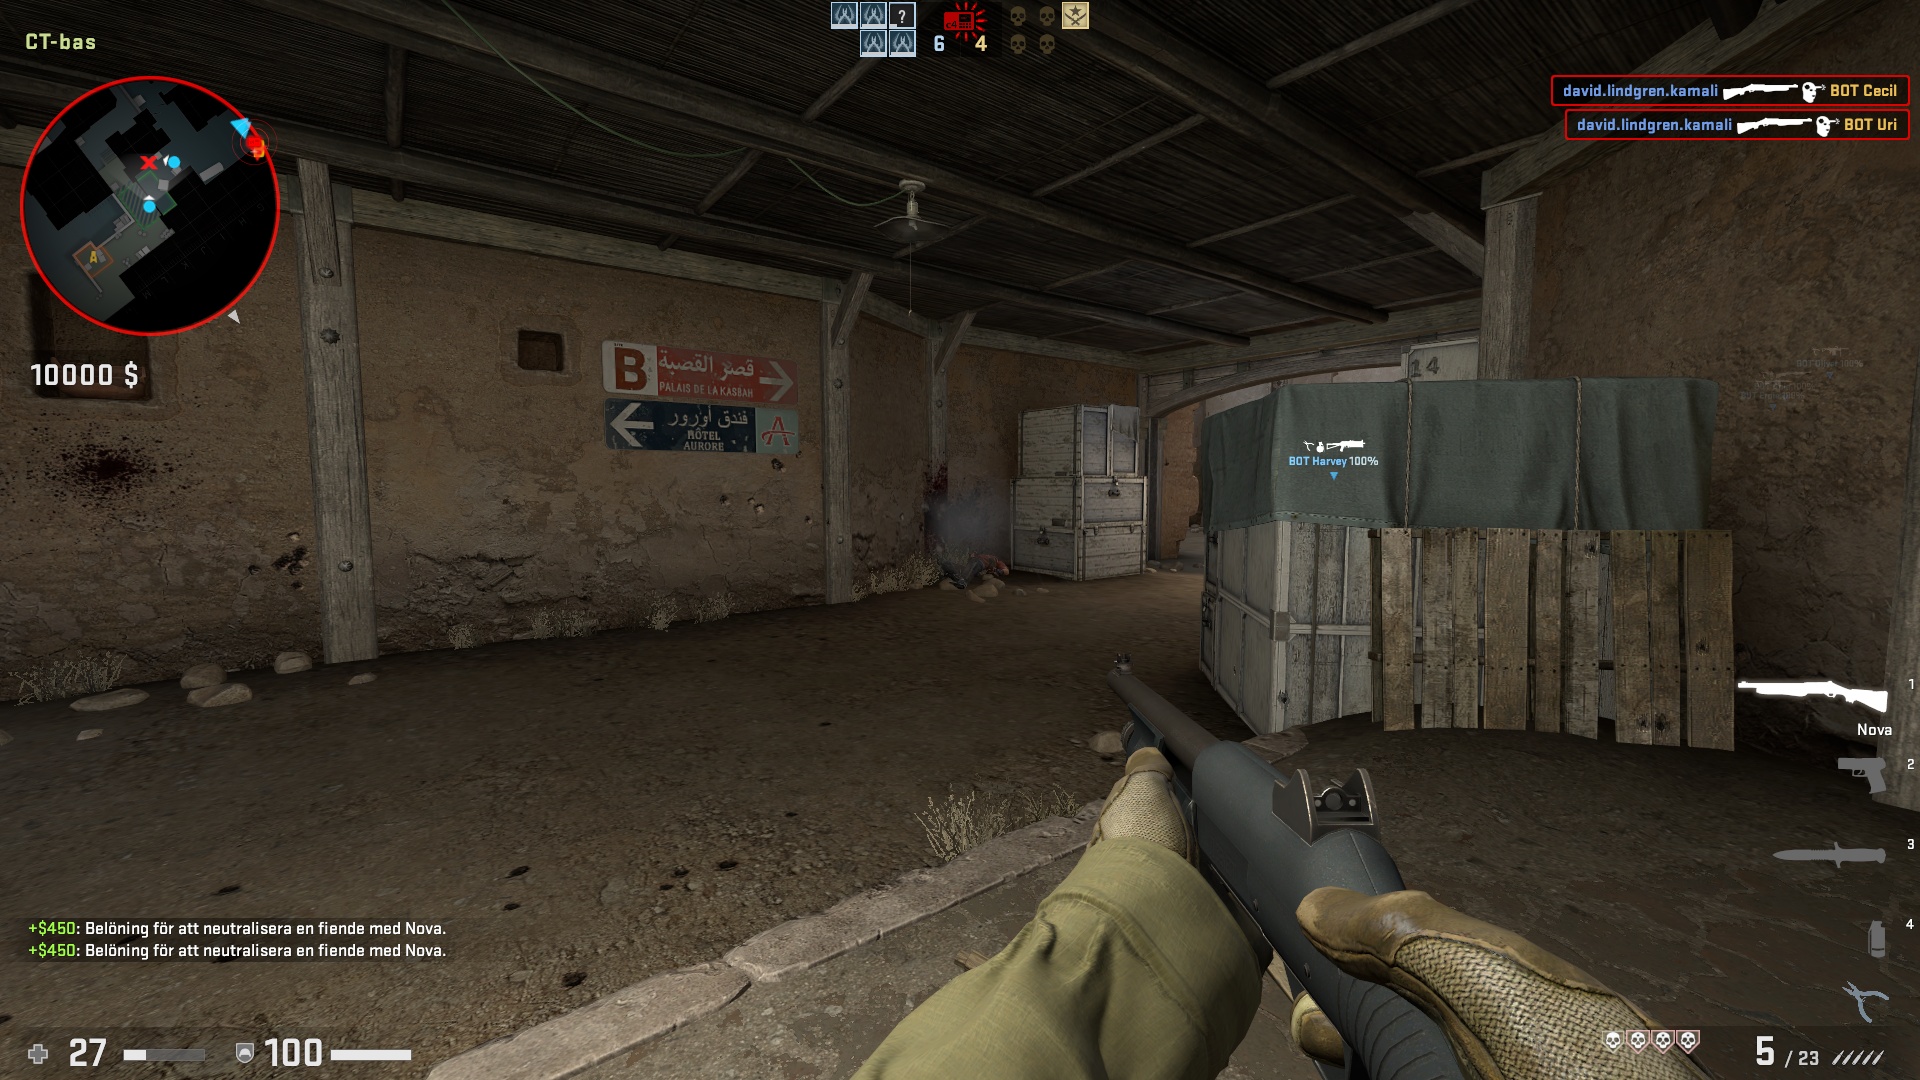 CT-bas
?
6 4
david.lindgren.kamali BOT Cecil
david.lindgren.kamali BOT Uri
A
10000 $
B قصر القصبة
PALAIS DE LA KASBAH
فندق أورور
HÔTEL
AURORE
A
14
BOT Harvey 100%
1
Nova
2
3
4
+$450: Belöning för att neutralisera en fiende med Nova.
+$450: Belöning för att neutralisera en fiende med Nova.
27 100
5 / 23